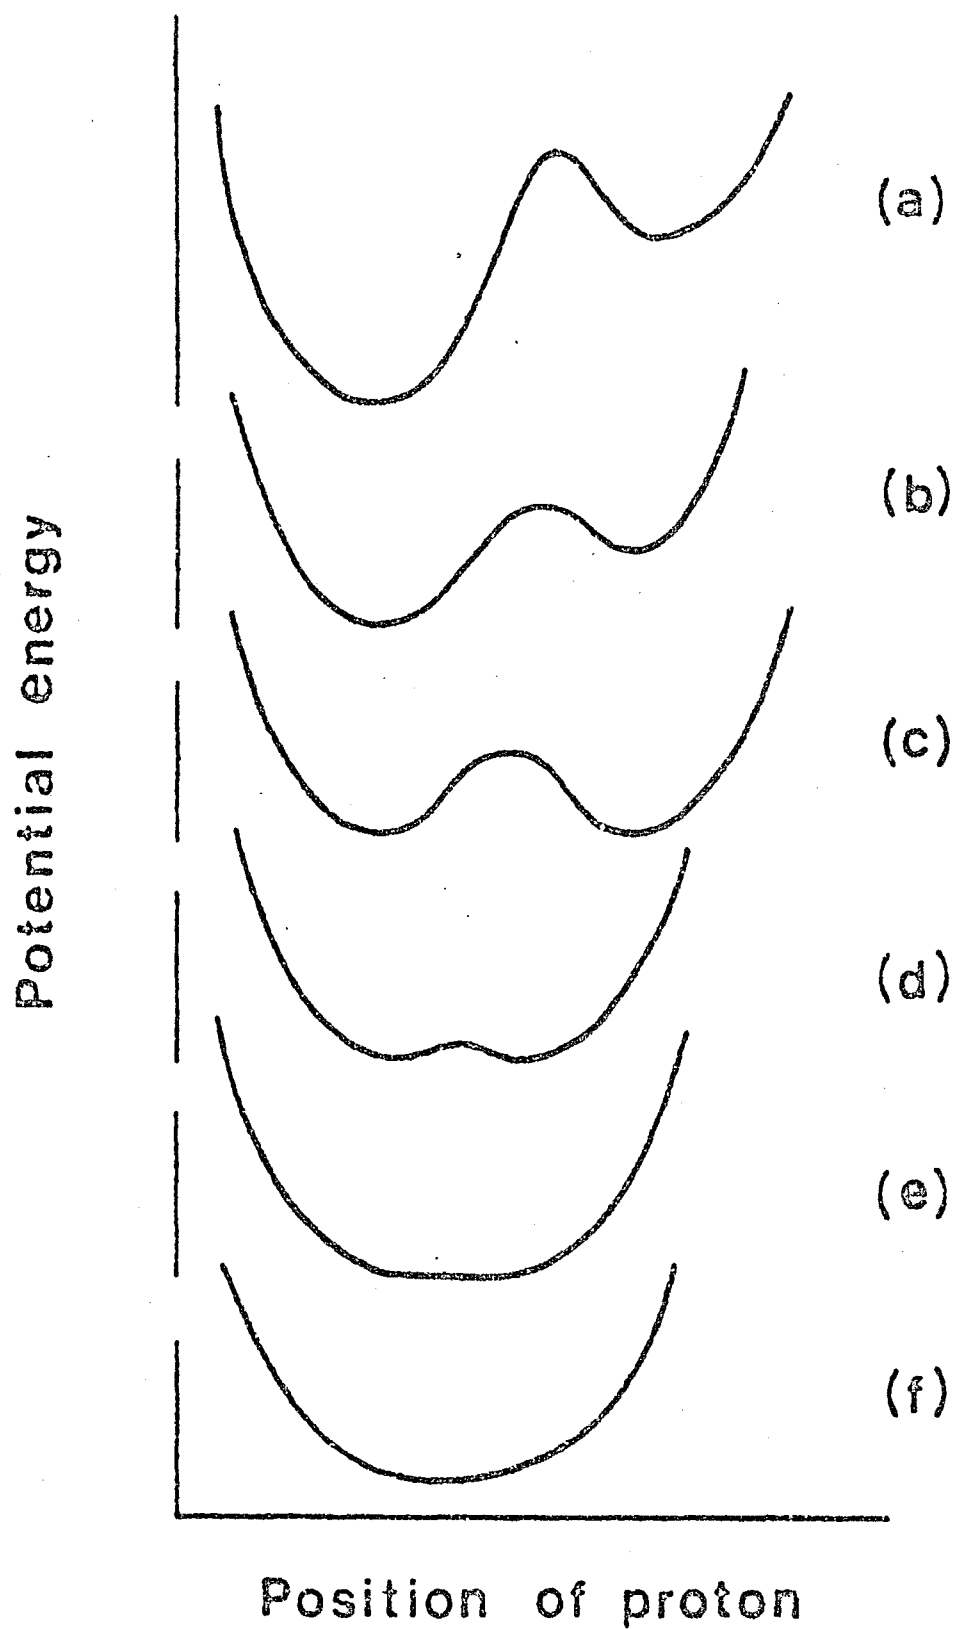 (a)
(b)
Potential energy
(c)
(d)
(e)
(f)
Position of proton